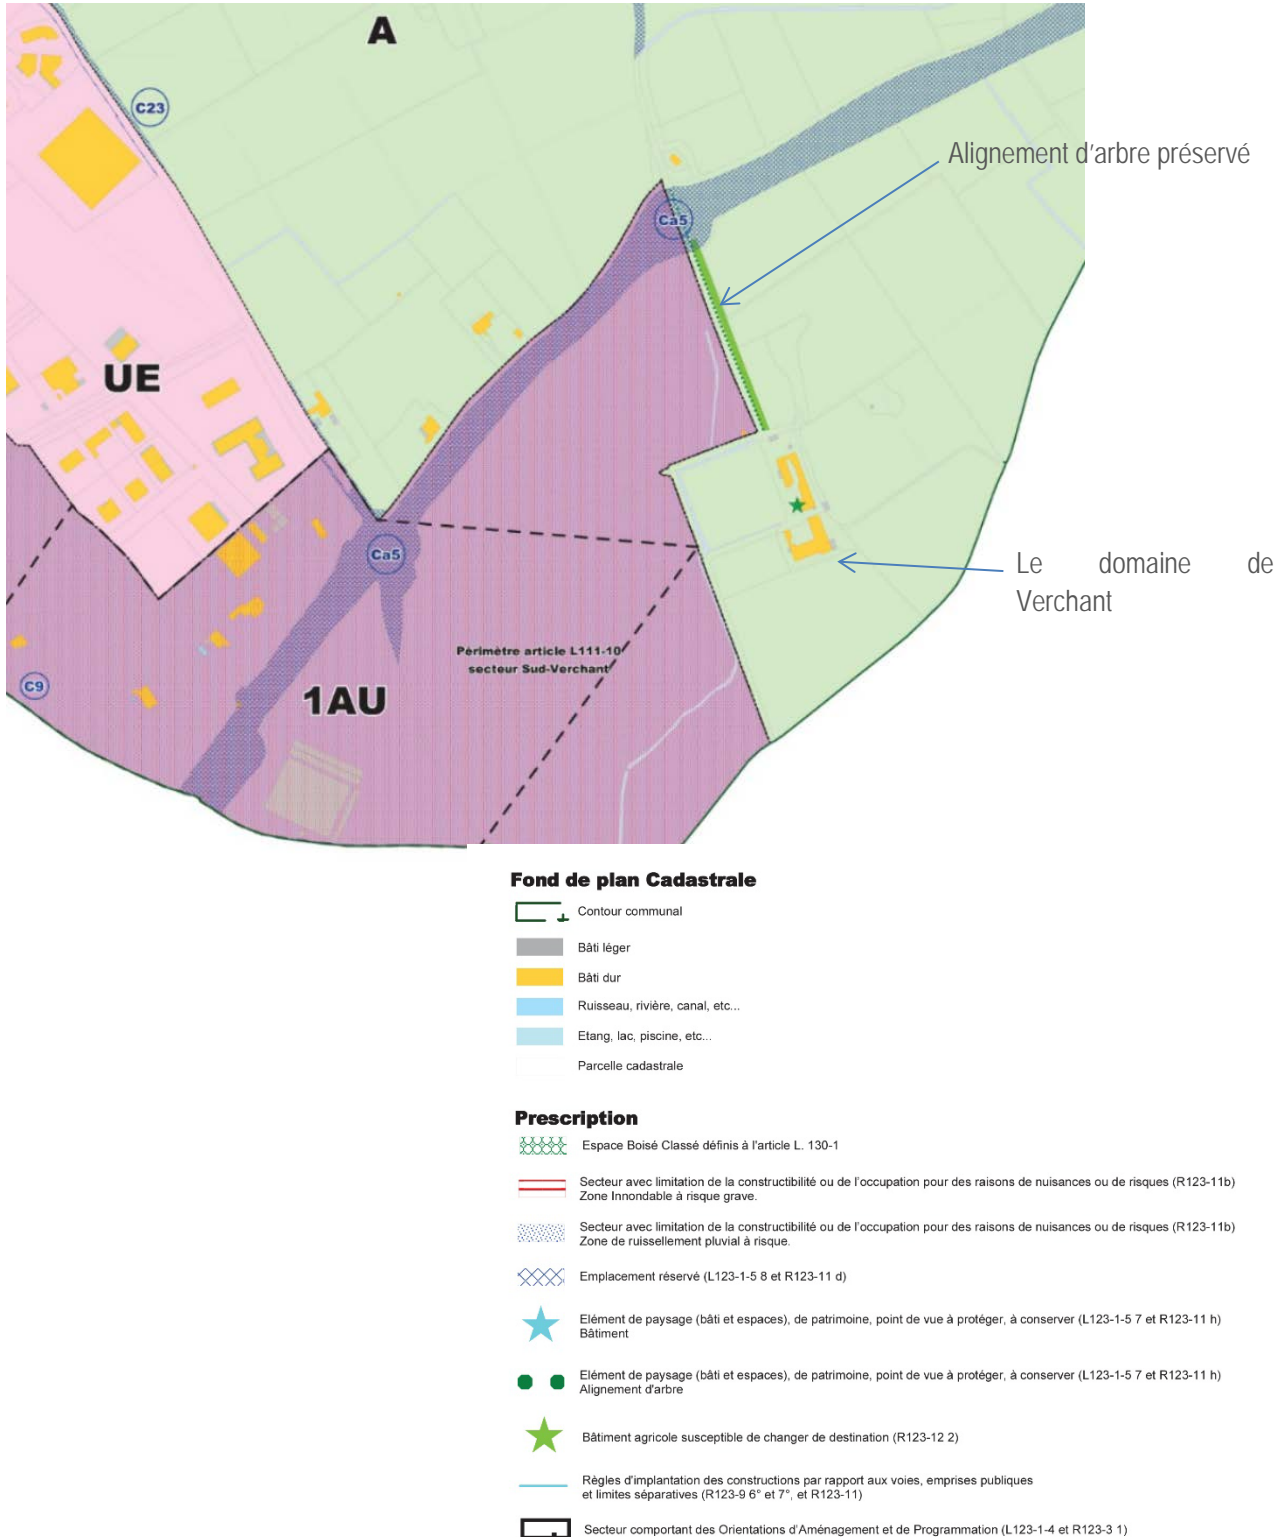 A
C23
Alignement d'arbre préservé
Ca5
UE
Ca5
Le domaine de
Verchant
Périmètre article L111-10
secteur Sud-Verchant
C9
1AU
Fond de plan Cadastrale
Contour communal
Bâti léger
Bâti dur
Ruisseau, rivière, canal, etc...
Etang, lac, piscine, etc...
Parcelle cadastrale
Prescription
Espace Boisé Classé définis à l'article L. 130-1
Secteur avec limitation de la constructibilité ou de l'occupation pour des raisons de nuisances ou de risques (R123-11b)
Zone Innondable à risque grave.
Secteur avec limitation de la constructibilité ou de l'occupation pour des raisons de nuisances ou de risques (R123-11b)
Zone de ruissellement pluvial à risque.
Emplacement réservé (L123-1-5 8 et R123-11 d)
Elément de paysage (bâti et espaces), de patrimoine, point de vue à protéger, à conserver (L123-1-5 7 et R123-11 h)
Bâtiment
Elément de paysage (bâti et espaces), de patrimoine, point de vue à protéger, à conserver (L123-1-5 7 et R123-11 h)
Alignement d'arbre
Bâtiment agricole susceptible de changer de destination (R123-12 2)
Règles d'implantation des constructions par rapport aux voies, emprises publiques
et limites séparatives (R123-9 6° et 7°, et R123-11)
Secteur comportant des Orientations d'Aménagement et de Programmation (L123-1-4 et R123-3 1)